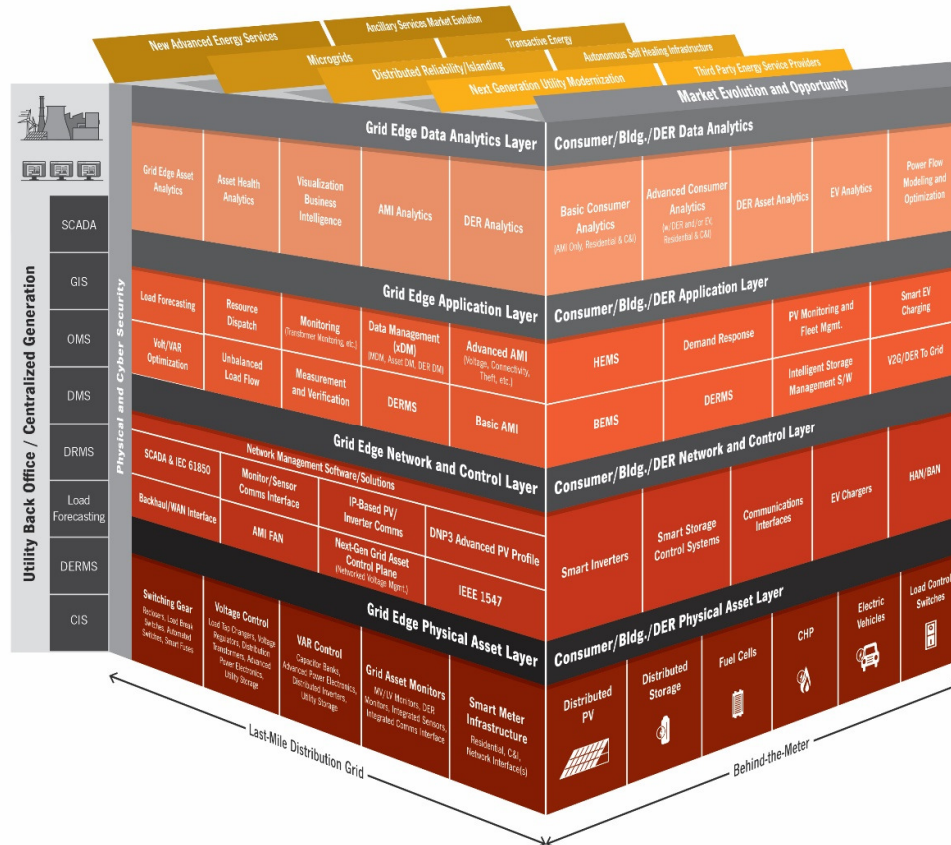 New Advanced Energy Services
Ancillary Services Market Evolution
Microgrids
Transactive Energy
Distributed Reliability/Islanding
Autonomous Self Healing Infrastructure
Next Generation Utility Modernization
Third Party Energy Service Providers
Market Evolution and Opportunity
Utility Back Office / Centralized Generation
SCADA
GIS
OMS
DMS
DRMS
Load
Forecasting
DERMS
CIS
Physical and Cyber Security
Grid Edge Data Analytics Layer
Grid Edge Asset
Analytics
Asset Health
Analytics
Visualization
Business
Intelligence
AMI Analytics
DER Analytics
Consumer/Bldg./DER Data Analytics
Basic Consumer
Analytics
(AMI Only, Residential & C&I)
Advanced Consumer
Analytics
(w/DER and/or EV,
Residential & C&I)
DER Asset Analytics
EV Analytics
Power Flow
Modeling and
Optimization
Grid Edge Application Layer
Load Forecasting
Resource
Dispatch
Monitoring
(Transformer Monitoring, etc.)
Data Management
(xDM)
(MDM, Asset DM, DER DM)
Advanced AMI
(Voltage, Connectivity,
Theft, etc.)
Volt/VAR
Optimization
Unbalanced
Load Flow
Measurement
and Verification
DERMS
Basic AMI
Consumer/Bldg./DER Application Layer
HEMS
Demand Response
PV Monitoring and
Fleet Mgmt.
Smart EV
Charging
BEMS
DERMS
Intelligent Storage
Management S/W
V2G/DER To Grid
Grid Edge Network and Control Layer
Network Management Software/Solutions
SCADA & IEC 61850
Monitor/Sensor
Comms Interface
IP-Based PV/
Inverter Comms
DNP3 Advanced PV Profile
Backhaul/WAN Interface
AMI FAN
Next-Gen Grid Asset
Control Plane
(Networked Voltage Mgmt.)
IEEE 1547
Consumer/Bldg./DER Network and Control Layer
Smart Inverters
Smart Storage
Control Systems
Communications
Interfaces
EV Chargers
HAN/BAN
Grid Edge Physical Asset Layer
Switching Gear
Reclosers, Load Break
Switches, Automated
Switches, Smart Fuses
Voltage Control
Load Tap Changers, Voltage
Regulators, Distribution
Transformers, Advanced
Power Electronics,
Utility Storage
VAR Control
Capacitor Banks,
Advanced Power Electronics,
Distributed Inverters,
Utility Storage
Grid Asset Monitors
MV/LV Monitors, DER
Monitors, Integrated Sensors,
Integrated Comms Interface
Smart Meter
Infrastructure
Residential, C&I,
Network Interface(s)
Consumer/Bldg./DER Physical Asset Layer
Distributed
PV
Distributed
Storage
Fuel Cells
CHP
Electric
Vehicles
Load Control
Switches
Last-Mile Distribution Grid
Behind-the-Meter